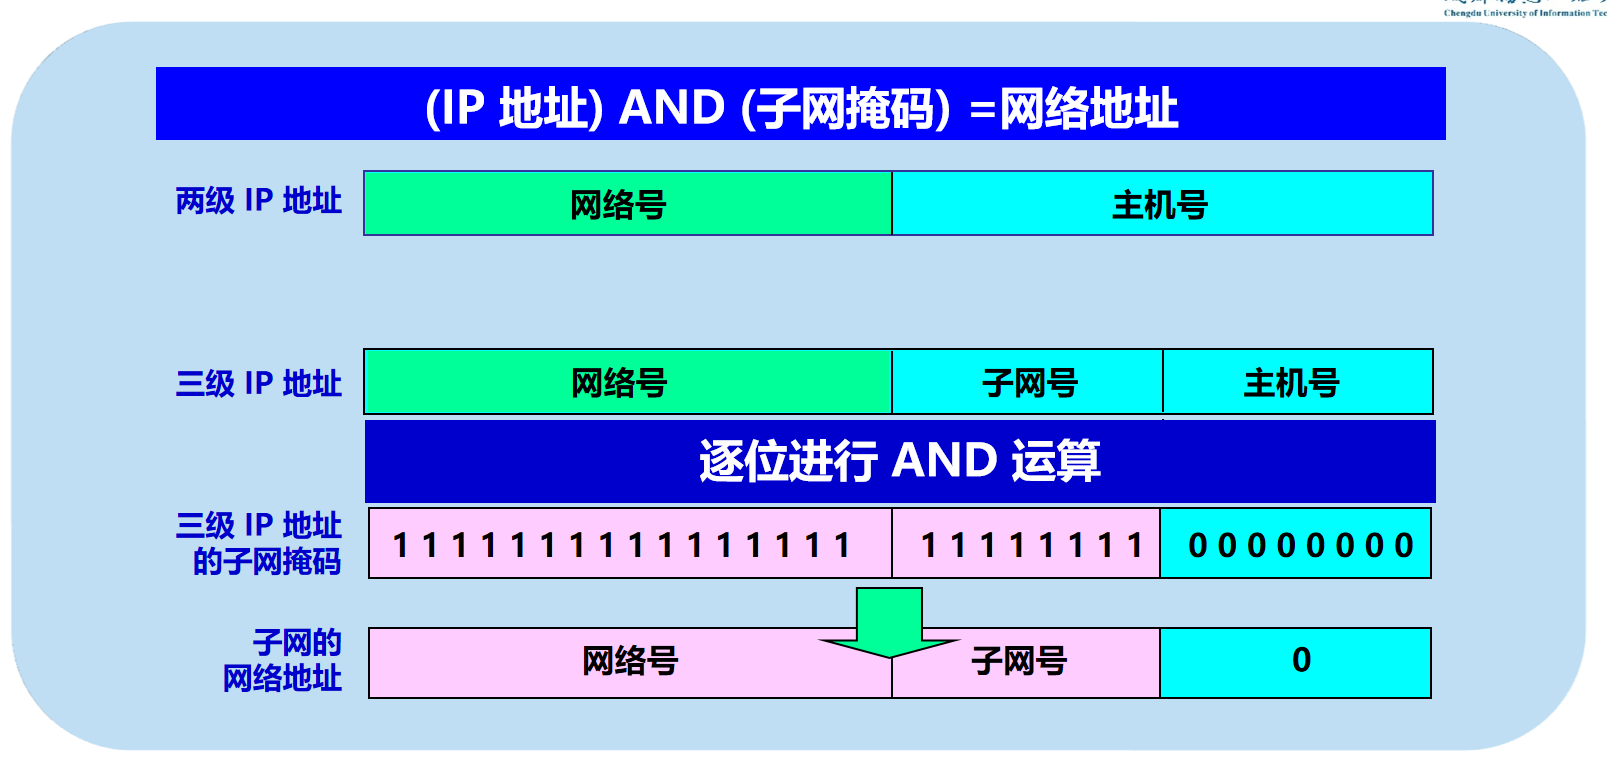 Chengdu University of Information Tec
(IP 地址) AND (子网掩码) =网络地址
两级 IP 地址
网络号
主机号
三级 IP 地址
网络号
子网号
主机号
逐位进行 AND 运算
三级 IP 地址
的子网掩码
1 1 1 1 1 1 1 1 1 1 1 1 1 1 1 1
1 1 1 1 1 1 1 1
0 0 0 0 0 0 0 0
子网的
网络地址
网络号
子网号
0